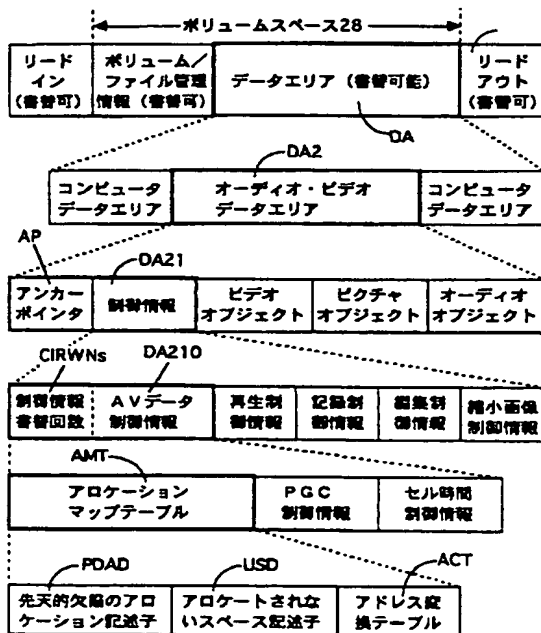 ボリュームスペース28
リード
イン
(書替可)
ボリューム/
ファイル管理
情報(書替可)
データエリア(書替可能)
リード
アウト
(書替可)
DA
DA2
コンピュータ
データエリア
オーディオ・ビデオ
データエリア
コンピュータ
データエリア
AP
DA21
アンカー
ポインタ
制御情報
ビデオ
オブジェクト
ピクチャ
オブジェクト
オーディオ
オブジェクト
CIRWNs
DA210
制御情報
書替回数
AVデータ
制御情報
再生制
御情報
記録制
御情報
編集制
御情報
縮小画像
制御情報
AMT
アロケーション
マップテーブル
PGC
制御情報
セル時間
制御情報
PDAD
USD
ACT
先天的欠陥のアロ
ケーション記述子
アロケートされな
いスペース記述子
アドレス変
換テーブル